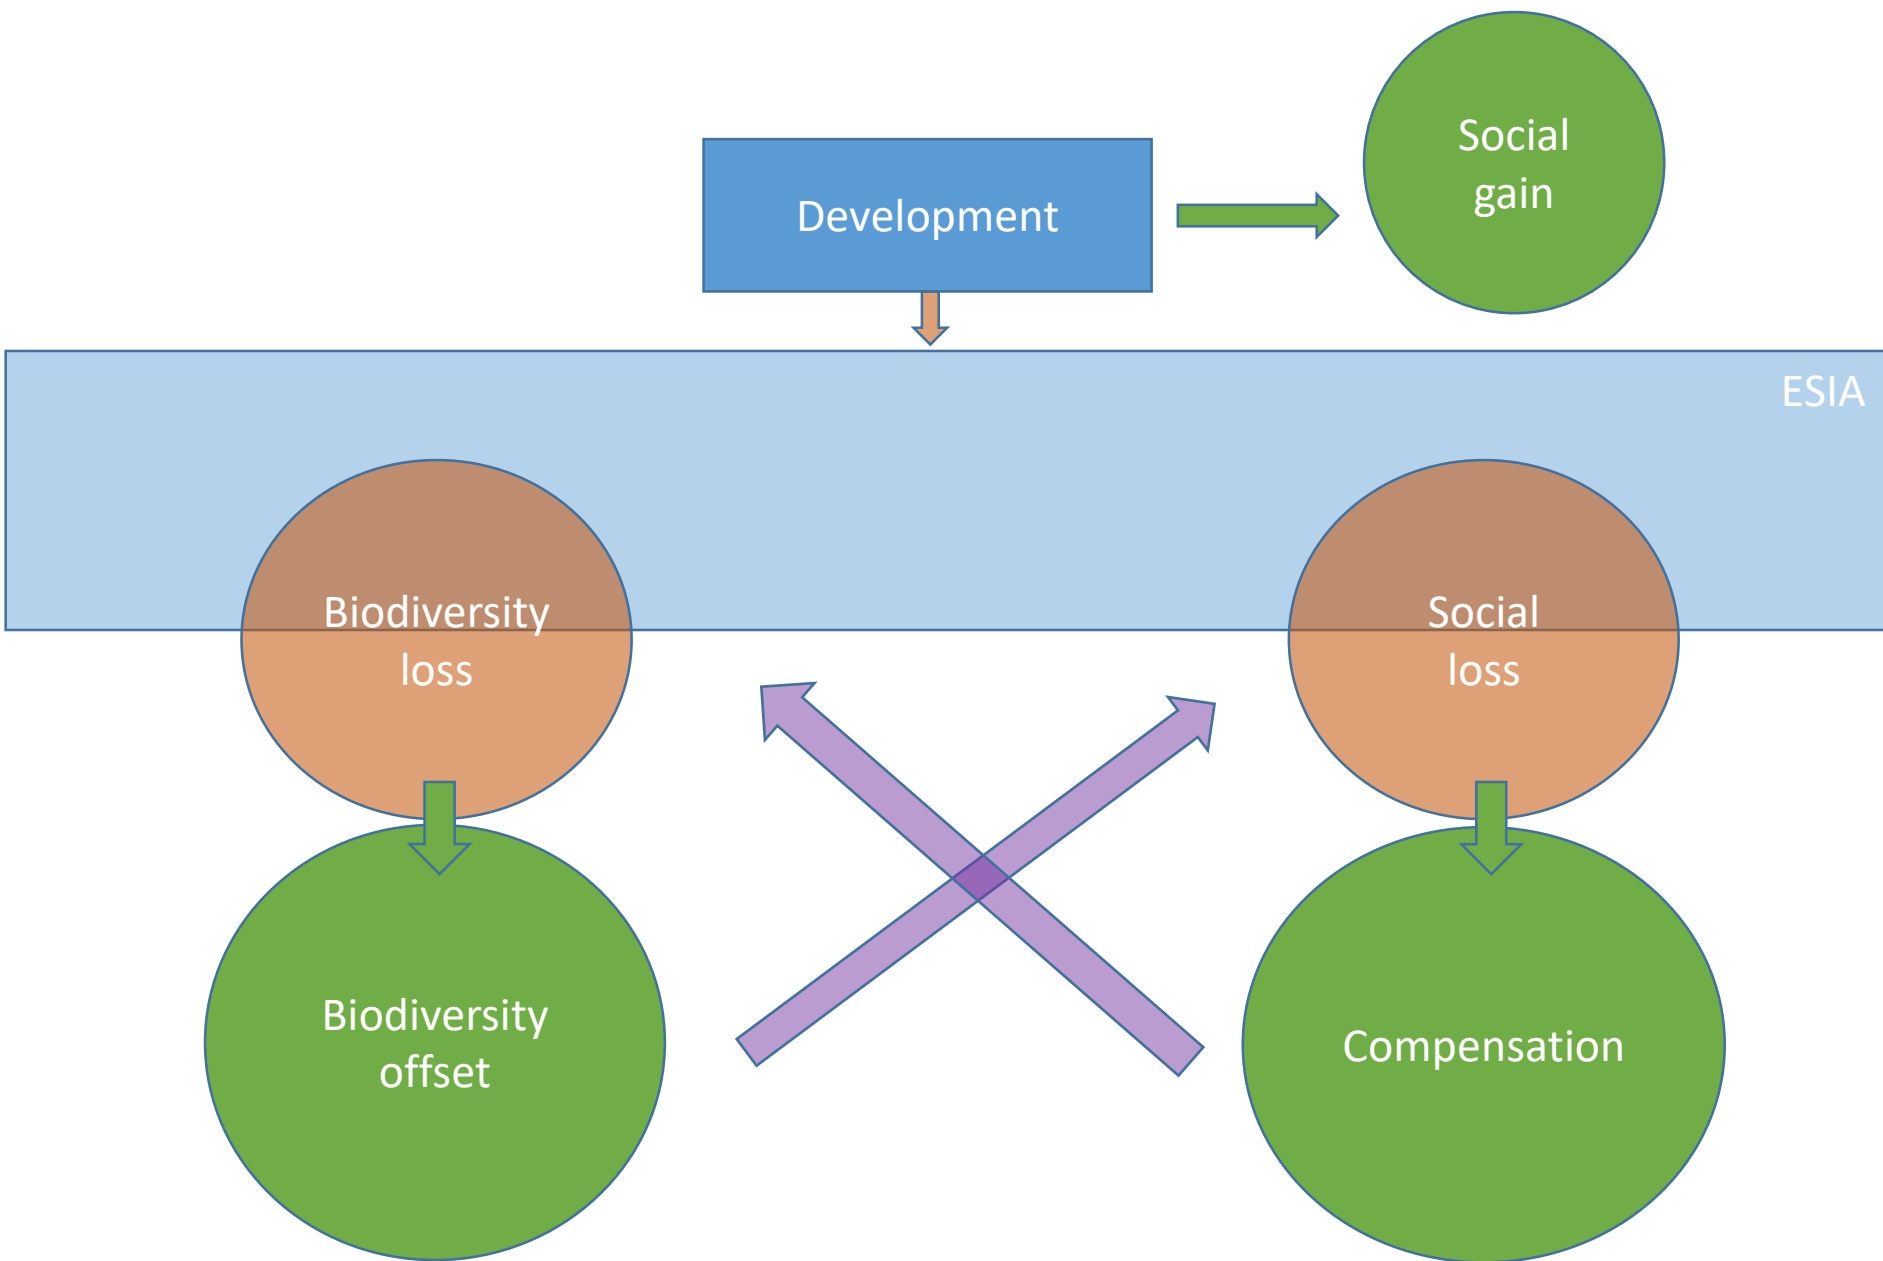 Social
gain
Development
ESIA
Biodiversity
loss
Social
loss
Biodiversity
offset
Compensation